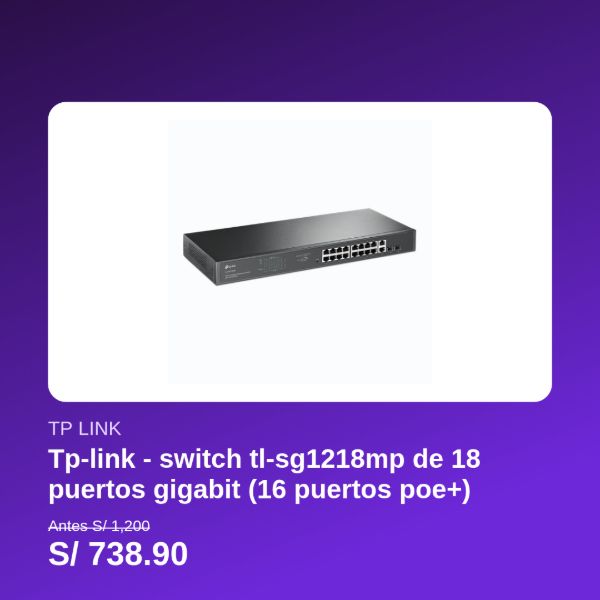 TP LINK
Tp-link - switch tl-sg1218mp de 18
puertos gigabit (16 puertos poe+)
Antes S/ 1,200
S/ 738.90